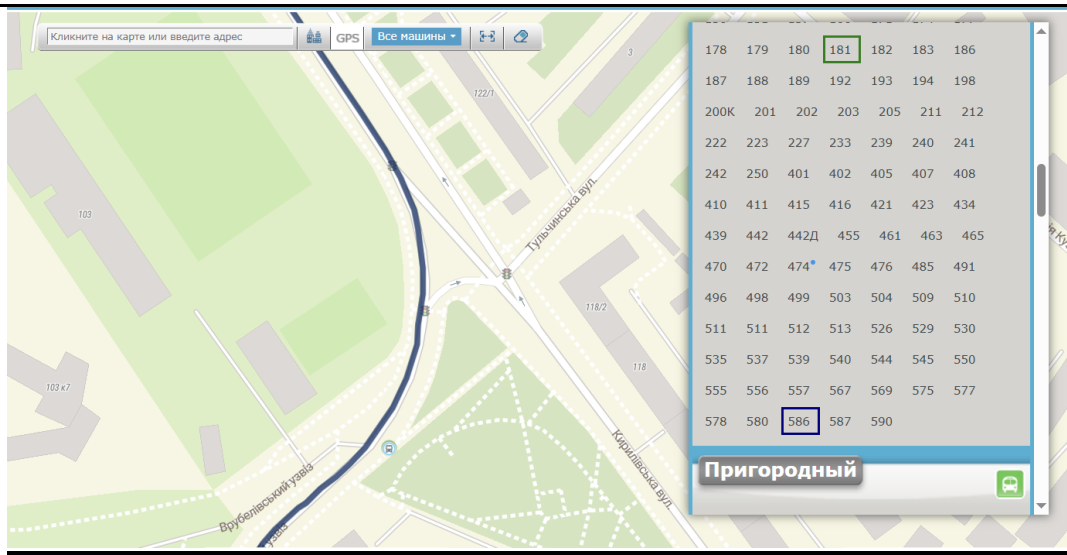 Кликните на карте или введите адрес
GPS
Все машины
3
122/1
Тульчинська вул.
103
118/2
118
103 к7
Кирилівська вул.
Врубелівський узвіз
узвіз
178 179 180 181 182 183 186
187 188 189 192 193 194 198
200К 201 202 203 205 211 212
222 223 227 233 239 240 241
242 250 401 402 405 407 408
410 411 415 416 421 423 434
439 442 442Д 455 461 463 465
470 472 474 475 476 485 491
496 498 499 503 504 509 510
511 511 512 513 526 529 530
535 537 539 540 544 545 550
555 556 557 567 569 575 577
578 580 586 587 590
Пригородный